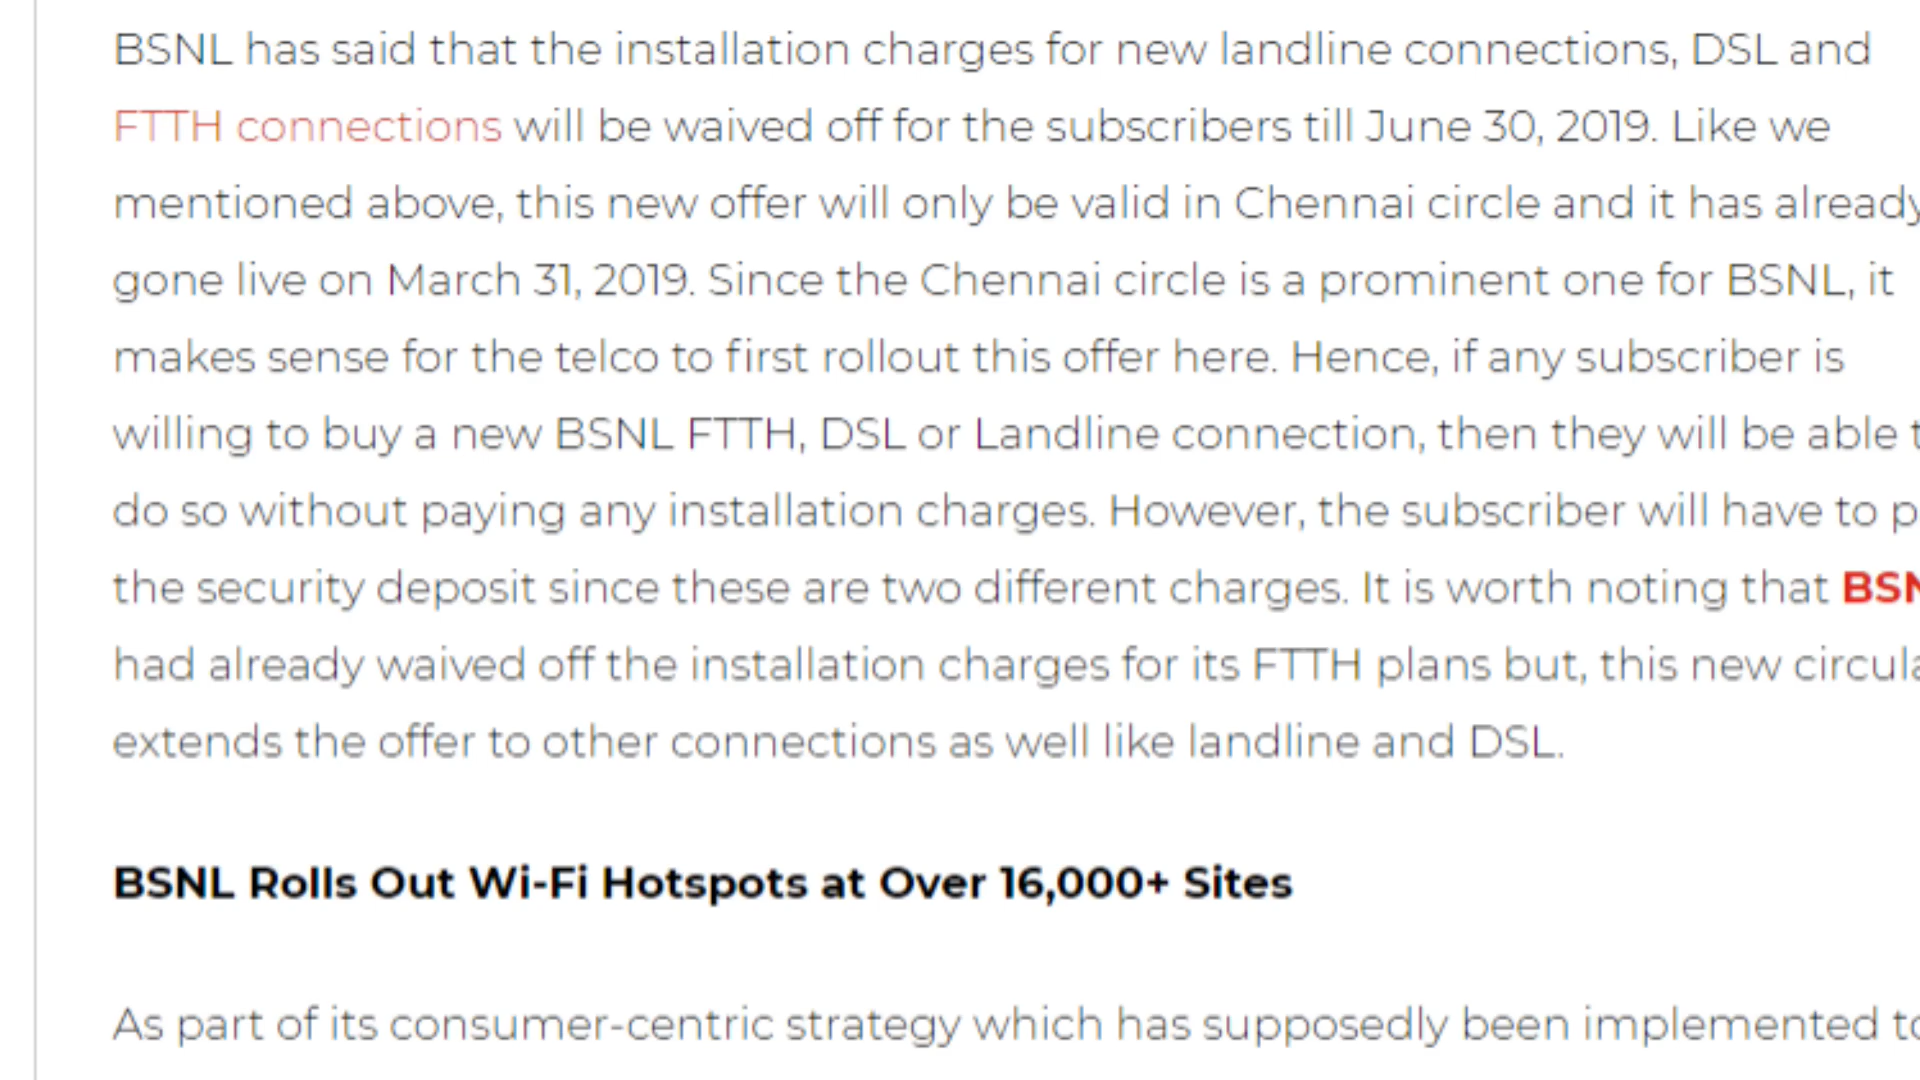 BSNL has said that the installation charges for new landline connections, DSL and
FTTH connections will be waived off for the subscribers till June 30, 2019. Like we
mentioned above, this new offer will only be valid in Chennai circle and it has already
gone live on March 31, 2019. Since the Chennai circle is a prominent one for BSNL, it
makes sense for the telco to first rollout this offer here. Hence, if any subscriber is
willing to buy a new BSNL FTTH, DSL or Landline connection, then they will be able
do so without paying any installation charges. However, the subscriber will have to
the security deposit since these are two different charges. It is worth noting that
had already waived off the installation charges for its FTTH plans but, this new
extends the offer to other connections as well like landline and DSL.
BSNL Rolls Out Wi-Fi Hotspots at Over 16,000+ Sites
As part of its consumer-centric strategy which has supposedly been implemented